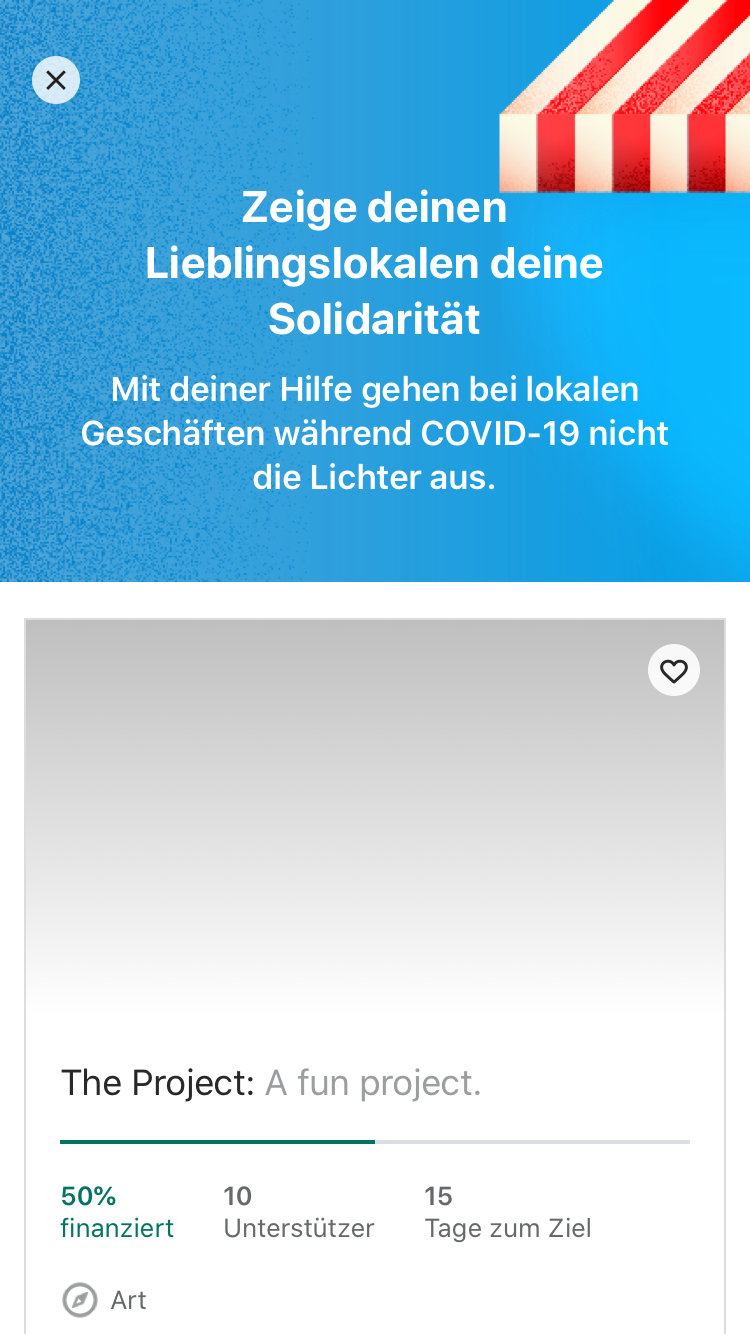 Zeige deinen
Lieblingslokalen deine
Solidarität
Mit deiner Hilfe gehen bei lokalen
Geschäften während COVID-19 nicht
die Lichter aus.
The Project: A fun project.
50% 10 15
finanziert Unterstützer Tage zum Ziel
Art